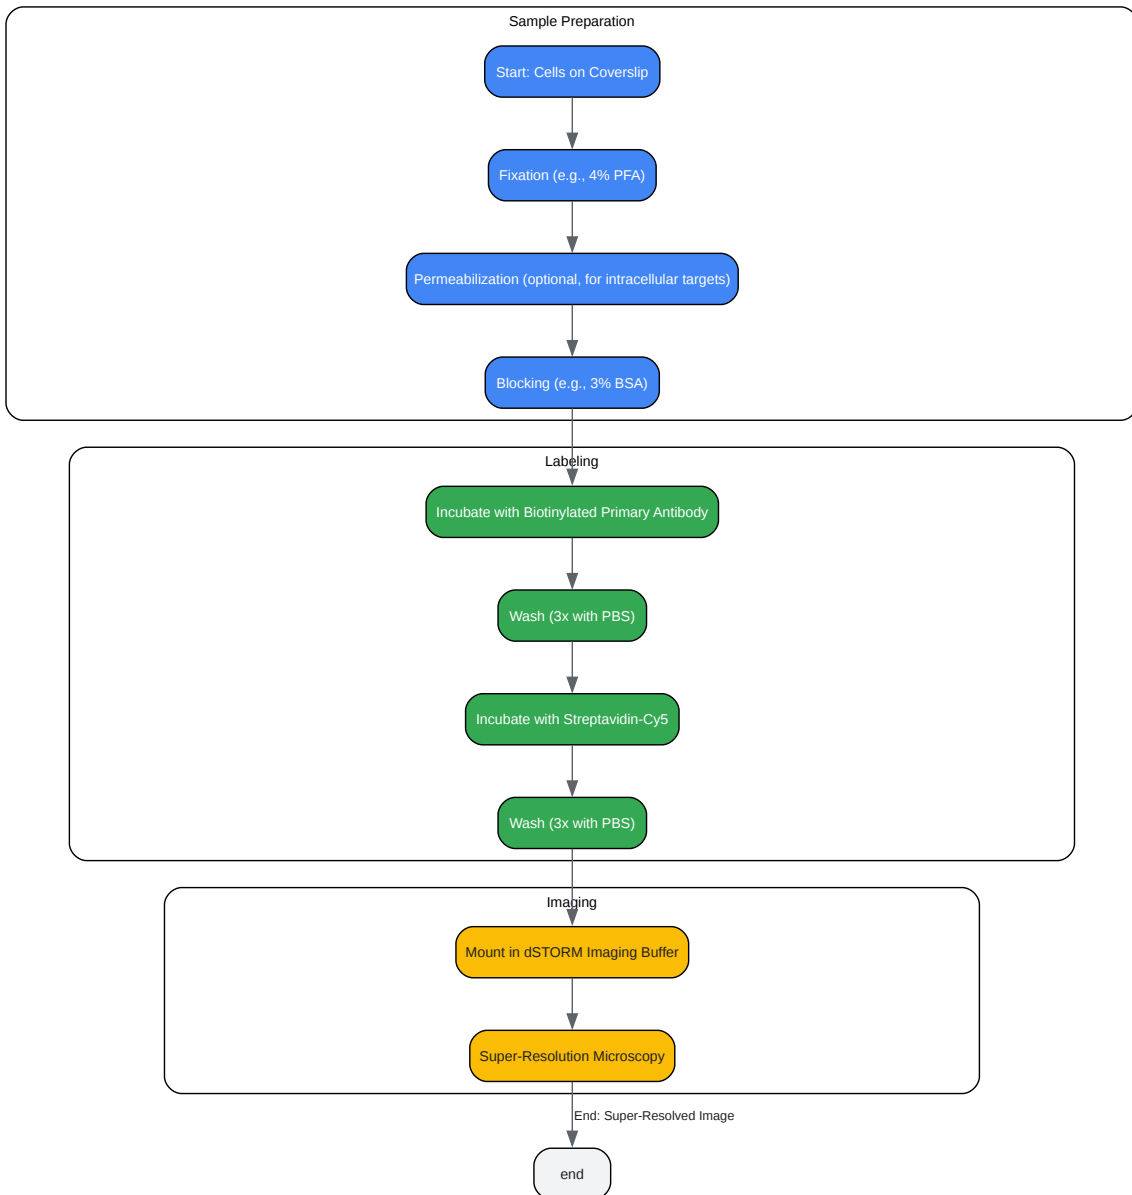 Sample Preparation
Start: Cells on Coverslip
Fixation (e.g., 4% PFA)
Permeabilization (optional, for intracellular targets)
Blocking (e.g., 3% BSA)
Labeling
Incubate with Biotinylated Primary Antibody
Wash (3x with PBS)
Incubate with Streptavidin-Cy5
Wash (3x with PBS)
Imaging
Mount in dSTORM Imaging Buffer
Super-Resolution Microscopy
End: Super-Resolved Image
end